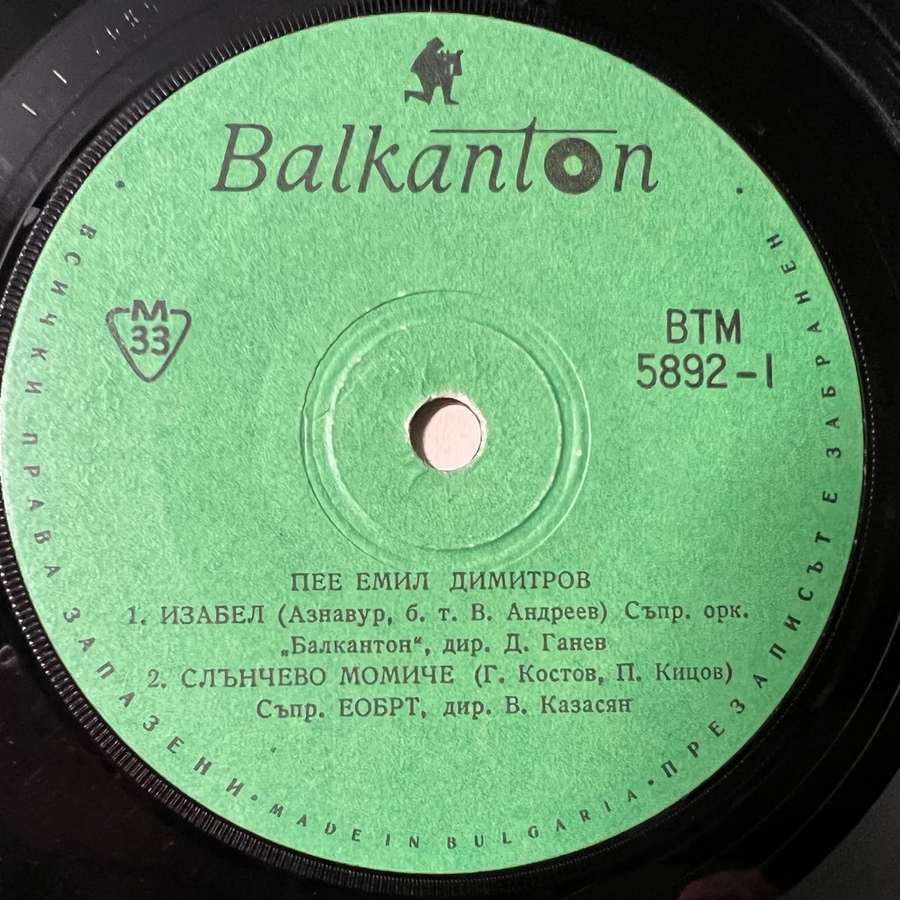 Balkanton
М
33
ВТМ
5892-1
ПЕЕ ЕМИЛ ДИМИТРОВ
1. ИЗАБЕЛ (Азнавур, б. т. В. Андреев) Съпр. орк.
„Балкантон“, дир. Д. Ганев
2. СЛЪНЧЕВО МОМИЧЕ (Г. Костов, П. Кицов)
Съпр. ЕОБРТ, дир. В. Казасян
• ВСИЧКИ ПРАВА ЗАПАЗЕНИ • MADE IN BULGARIA • ПРЕЗАПИСЪТ Е ЗАБРАНЕН •